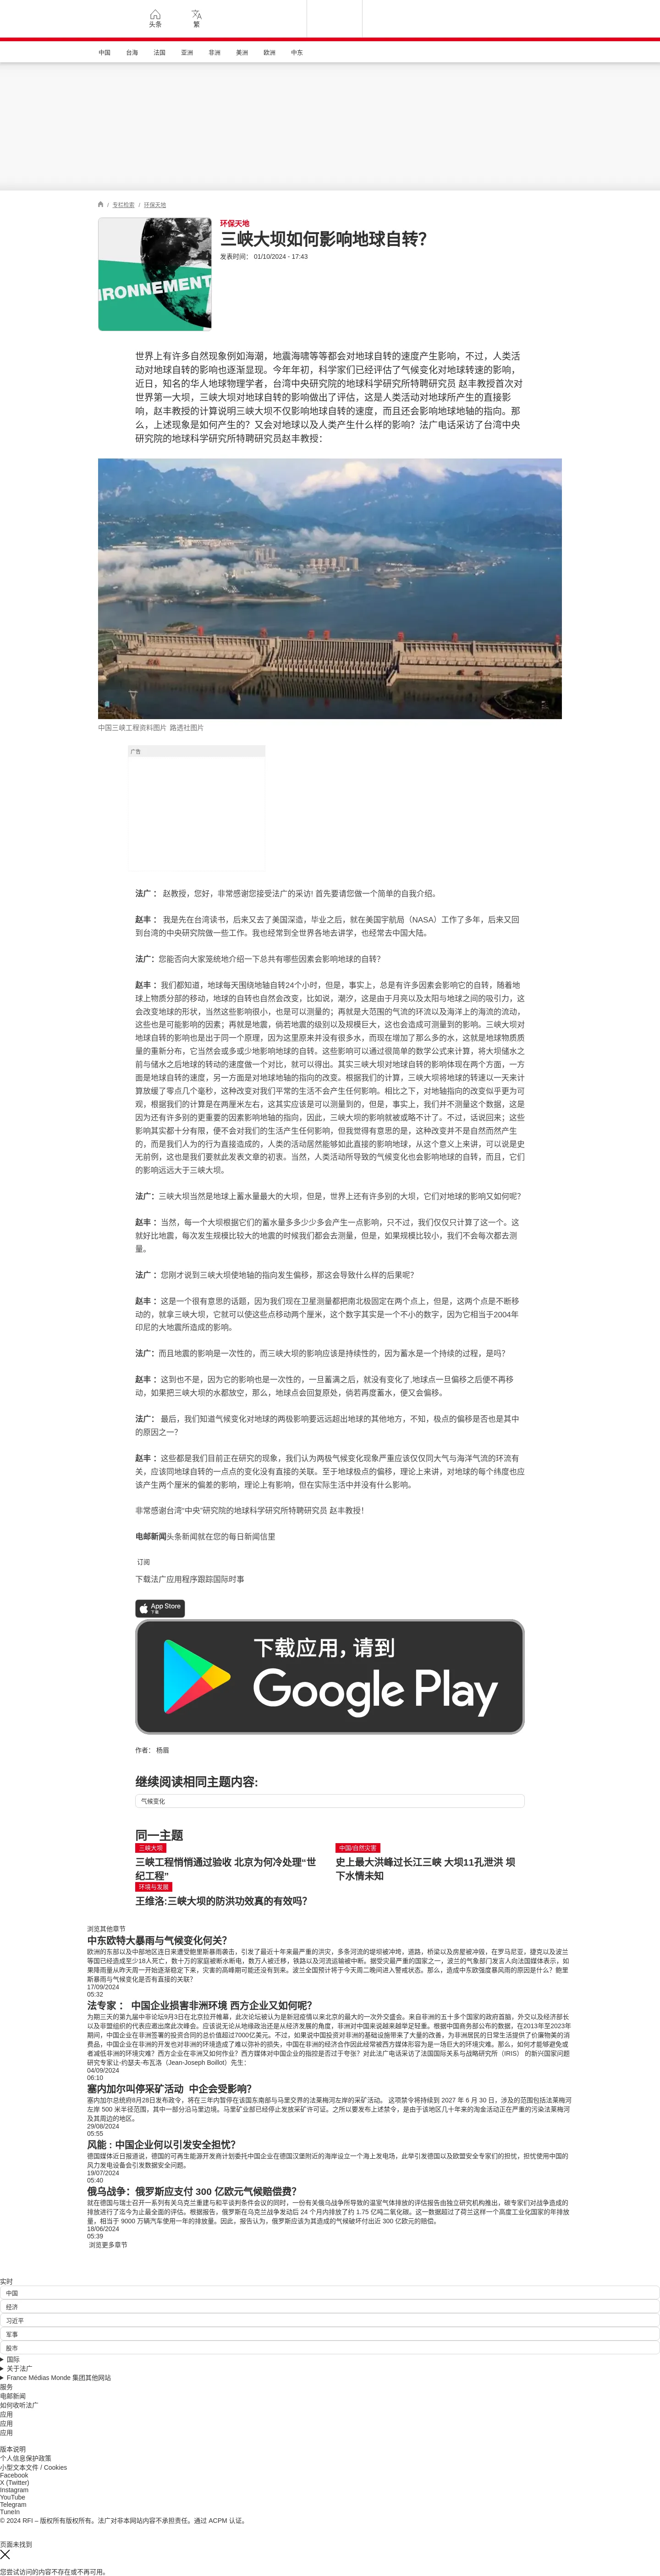 头条
繁
中国 台海 法国 亚洲 非洲 美洲 欧洲 中东
/ 专栏检索 / 环保天地
IRONNEMENT
环保天地
三峡大坝如何影响地球自转?
发表时间： 01/10/2024 - 17:43
世界上有许多自然现象例如海潮，地震海啸等等都会对地球自转的速度产生影响，不过，人类活
动对地球自转的影响也逐渐显现。今年年初，科学家们已经评估了气候变化对地球转速的影响，
近日，知名的华人地球物理学者，台湾中央研究院的地球科学研究所特聘研究员 赵丰教授首次对
世界第一大坝，三峡大坝对地球自转的影响做出了评估，这是人类活动对地球所产生的直接影
响，赵丰教授的计算说明三峡大坝不仅影响地球自转的速度，而且还会影响地球地轴的指向。那
么，上述现象是如何产生的？又会对地球以及人类产生什么样的影响？法广电话采访了台湾中央
研究院的地球科学研究所特聘研究员赵丰教授：
中国三峡工程资料图片 路透社图片
广告
法广 ： 赵教授，您好，非常感谢您接受法广的采访! 首先要请您做一个简单的自我介绍。
赵丰 ： 我是先在台湾读书，后来又去了美国深造，毕业之后，就在美国宇航局（NASA）工作了多年，后来又回
到台湾的中央研究院做一些工作。我也经常到全世界各地去讲学，也经常去中国大陆。
法广：您能否向大家笼统地介绍一下总共有哪些因素会影响地球的自转？
赵丰 ：我们都知道，地球每天围绕地轴自转24个小时，但是，事实上，总是有许多因素会影响它的自转，随着地
球上物质分部的移动，地球的自转也自然会改变，比如说，潮汐，这是由于月亮以及太阳与地球之间的吸引力，这
会改变地球的形状，当然这些影响很小，也是可以测量的；再就是大范围的气流的环流以及海洋上的海流的流动，
这些也是可能影响的因素；再就是地震，倘若地震的级别以及规模巨大，这也会造成可测量到的影响。三峡大坝对
地球自转的影响也是出于同一个原理，因为这里原来并没有很多水，而现在增加了那么多的水，这就是地球物质质
量的重新分布，它当然会或多或少地影响地球的自转。这些影响可以通过很简单的数学公式来计算，将大坝储水之
前与储水之后地球的转动的速度做一个对比，就可以得出。其实三峡大坝对地球自转的影响体现在两个方面，一方
面是地球自转的速度，另一方面是对地球地轴的指向的改变。根据我们的计算，三峡大坝将地球的转速以一天来计
算放缓了零点几个毫秒，这种改变对我们平常的生活不会产生任何影响。相比之下，对地轴指向的改变似乎更为可
观，根据我们的计算是在两厘米左右，这其实应该是可以测量到的，但是，事实上，我们并不测量这个数据，这是
因为还有许多别的更重要的因素影响地轴的指向，因此，三峡大坝的影响就被或略不计了。不过，话说回来；这些
影响其实都十分有限，便不会对我们的生活产生任何影响，但我觉得有意思的是，这种改变并不是自然而然产生
的，而是我们人为的行为直接造成的，人类的活动居然能够如此直接的影响地球，从这个意义上来讲，可以说是史
无前例，这也是我们要就此发表文章的初衷。当然，人类活动所导致的气候变化也会影响地球的自转，而且，它们
的影响远远大于三峡大坝。
法广：三峡大坝当然是地球上蓄水量最大的大坝，但是，世界上还有许多别的大坝，它们对地球的影响又如何呢？
赵丰 ：当然，每一个大坝根据它们的蓄水量多多少少多会产生一点影响，只不过，我们仅仅只计算了这一个。这
就好比地震，每次发生规模比较大的地震的时候我们都会去测量，但是，如果规模比较小，我们不会每次都去测
量。
法广 ：您刚才说到三峡大坝使地轴的指向发生偏移，那这会导致什么样的后果呢？
赵丰 ：这是一个很有意思的话题，因为我们现在卫星测量都把南北极固定在两个点上，但是，这两个点是不断移
动的，就拿三峡大坝，它就可以使这些点移动两个厘米，这个数字其实是一个不小的数字，因为它相当于2004年
印尼的大地震所造成的影响。
法广：而且地震的影响是一次性的，而三峡大坝的影响应该是持续性的，因为蓄水是一个持续的过程，是吗？
赵丰 ：这到也不是，因为它的影响也是一次性的，一旦蓄满之后，就没有变化了,地球点一旦偏移之后便不再移
动，如果把三峡大坝的水都放空，那么，地球点会回复原处，倘若再度蓄水，便又会偏移。
法广： 最后，我们知道气候变化对地球的两极影响要远远超出地球的其他地方，不知，极点的偏移是否也是其中
的原因之一？
赵丰 ：这些都是我们目前正在研究的现象，我们认为两极气候变化现象严重应该仅仅同大气与海洋气流的环流有
关，应该同地球自转的一点点的变化没有直接的关联。至于地球极点的偏移，理论上来讲，对地球的每个纬度也应
该产生两个厘米的偏差的影响，理论上有影响，但在实际生活中并没有什么影响。
非常感谢台湾“中央”研究院的地球科学研究所特聘研究员 赵丰教授!
电邮新闻头条新闻就在您的每日新闻信里
订阅
下载法广应用程序跟踪国际时事
App Store
下载
下载应用，请到
Google Play
作者： 杨眉
继续阅读相同主题内容:
气候变化
同一主题
三峡大坝
三峡工程悄悄通过验收 北京为何冷处理“世
纪工程”
中国/自然灾害
史上最大洪峰过长江三峡 大坝11孔泄洪 坝
下水情未知
环境与发展
王维洛:三峡大坝的防洪功效真的有效吗?
浏览其他章节
中东欧特大暴雨与气候变化何关?
欧洲的东部以及中部地区连日来遭受鲍里斯暴雨袭击，引发了最近十年来最严重的洪灾，多条河流的堤坝被冲垮，道路，桥梁以及房屋被冲毁，在罗马尼亚，捷克以及波兰
等国已经造成至少18人死亡，数十万的家庭被断水断电，数万人被迁移，铁路以及河流运输被中断。据受灾最严重的国家之一，波兰的气象部门发言人向法国媒体表示，如
果降雨量从昨天周一开始逐渐稳定下来，灾害的高峰期可能还没有到来。波兰全国预计将于今天周二晚间进入警戒状态。那么，造成中东欧强度暴风雨的原因是什么？鲍里
斯暴雨与气候变化是否有直接的关联？
17/09/2024
05:32
法专家 ： 中国企业损害非洲环境 西方企业又如何呢?
为期三天的第九届中非论坛9月3日在北京拉开帷幕，此次论坛被认为是新冠疫情以来北京的最大的一次外交盛会。来自非洲的五十多个国家的政府首脑，外交以及经济部长
以及非盟组织的代表应邀出席此次峰会。无论是从地缘政治还是从经济发展的角度，非洲对中国来说越来越举足轻重。根据中国商务部公布的数据，在2013年至2023年
期间，中国企业在非洲签署的投资合同的总价值超过7000亿美元。不过，如果说中国投资对非洲的基础设施带来了大量的改善，为非洲居民的日常生活提供了价廉物美的消
费品，中国企业在非洲的开发也对非洲的环境造成了难以弥补的损失，中国在非洲的经济合作因此经常被西方媒体形容为是一场巨大的环境灾难。那么，如何才能够避免或
者减低非洲的环境灾难？西方企业在非洲又如何作业？西方媒体对中国企业的指控是否过于夸张？对此法广电话采访了法国国际关系与战略研究所（IRIS） 的新兴国家问题
研究专家让-约瑟夫-布瓦洛（Jean-Joseph Boillot）先生：
04/09/2024
06:10
塞内加尔叫停采矿活动 中企会受影响?
塞内加尔总统府8月28日发布政令，将在三年内暂停在该国东南部与马里交界的法莱梅河左岸的采矿活动。 这项禁令将持续到 2027 年 6 月 30 日，涉及的范围包括法莱梅河
左岸 500 米半径范围，其中一部分沿马里边境。马里矿业部已经停止发放采矿许可证。之所以要发布上述禁令，是由于该地区几十年来的淘金活动正在严重的污染法莱梅河
及其周边的地区。
29/08/2024
05:55
风能 : 中国企业何以引发安全担忧?
德国媒体近日报道说，德国的可再生能源开发商计划委托中国企业在德国汉堡附近的海岸设立一个海上发电场，此举引发德国以及欧盟安全专家们的担忧，担忧使用中国的
风力发电设备会引发数据安全问题。
19/07/2024
05:40
俄乌战争：俄罗斯应支付 300 亿欧元气候赔偿费?
就在德国与瑞士召开一系列有关乌克兰重建与和平谈判条件会议的同时，一份有关俄乌战争所导致的温室气体排放的评估报告由独立研究机构推出，碳专家们对战争造成的
排放进行了迄今为止最全面的评估。根据报告，俄罗斯在乌克兰战争发动后 24 个月内排放了约 1.75 亿吨二氧化碳。这一数据超过了荷兰这样一个高度工业化国家的年排放
量，相当于 9000 万辆汽车使用一年的排放量。因此，报告认为，俄罗斯应该为其造成的气候破坏付出近 300 亿欧元的赔偿。
18/06/2024
05:39
浏览更多章节
实时
中国
经济
习近平
军事
股市
国际
关于法广
France Médias Monde 集团其他网站
服务
电邮新闻
如何收听法广
应用
应用
应用
版本说明
个人信息保护政策
小型文本文件 / Cookies
Facebook
X (Twitter)
Instagram
YouTube
Telegram
TuneIn
© 2024 RFI – 版权所有版权所有。法广对非本网站内容不承担责任。通过 ACPM 认证。
页面未找到
您尝试访问的内容不存在或不再可用。